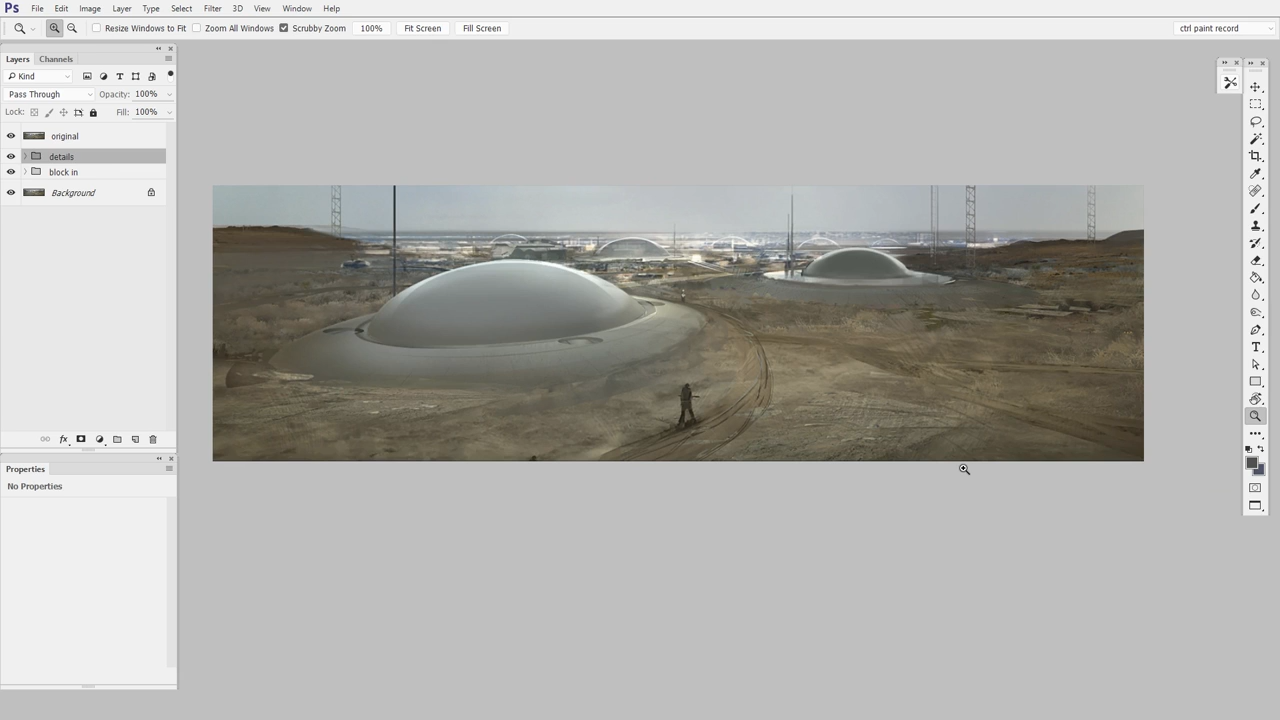 Ps File Edit Image Layer Type Select Filter 3D View Window Help
Resize Windows to Fit Zoom All Windows Scrubby Zoom 100% Fit Screen Fill Screen ctrl paint record
Layers Channels
Kind
Pass Through Opacity: 100%
Lock: Fill: 100%
original
details
block in
Background
fx
Properties
No Properties